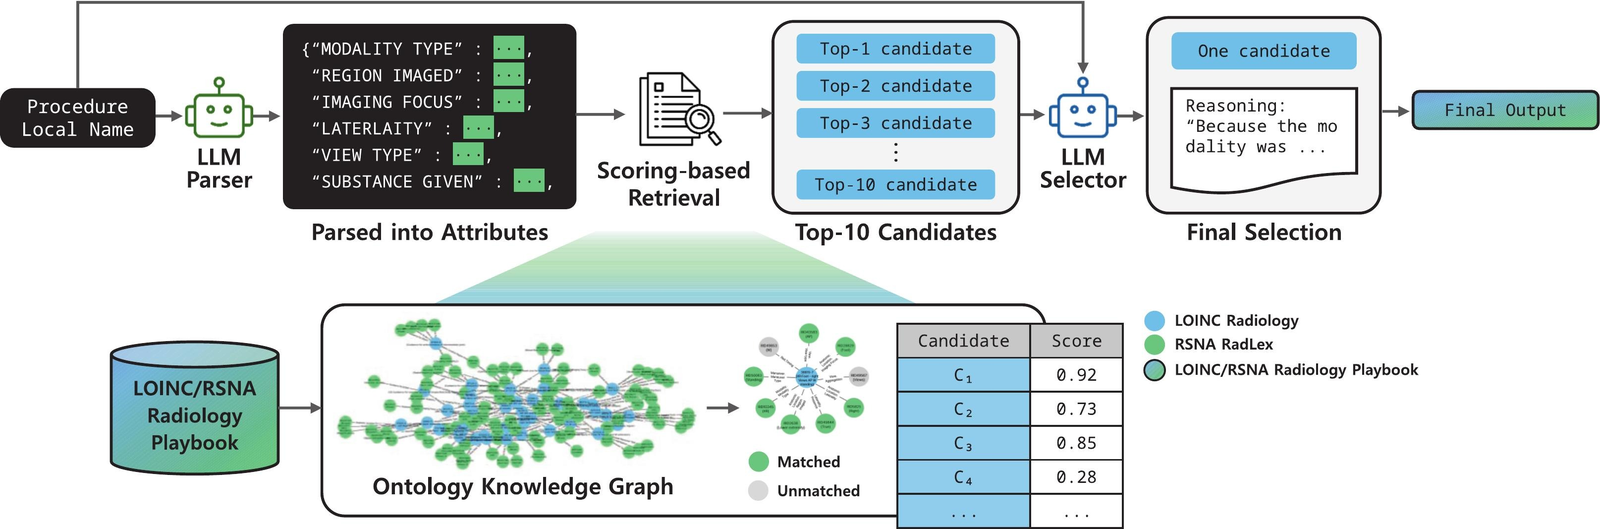 Procedure
Local Name
LLM
Parser
{“MODALITY TYPE” : ...,
“REGION IMAGED” : ...,
“IMAGING FOCUS” : ...,
“LATERLAITY” : ...,
“VIEW TYPE” : ...,
“SUBSTANCE GIVEN” : ...,
Parsed into Attributes
Scoring-based
Retrieval
Top-1 candidate
Top-2 candidate
Top-3 candidate
⋮
Top-10 candidate
Top-10 Candidates
LLM
Selector
One candidate
Reasoning:
“Because the mo
dality was ...
Final Selection
Final Output
LOINC/RSNA
Radiology
Playbook
Ontology Knowledge Graph
Matched
Unmatched
Candidate Score
C₁ 0.92
C₂ 0.73
C₃ 0.85
C₄ 0.28
... ...
LOINC Radiology
RSNA RadLex
LOINC/RSNA Radiology Playbook